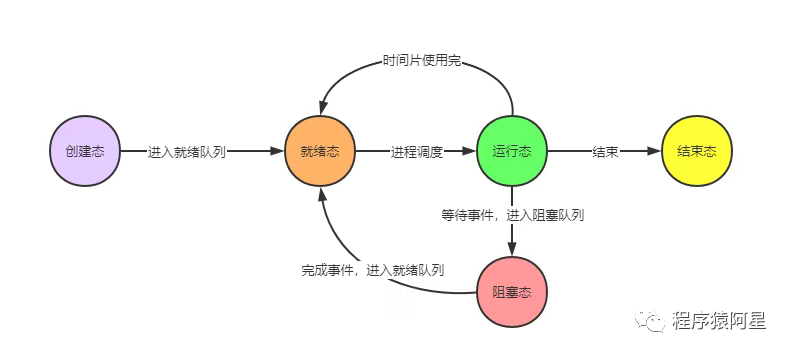 时间片使用完
创建态
进入就绪队列
就绪态
进程调度
运行态
结束
结束态
等待事件，进入阻塞队列
完成事件，进入就绪队列
阻塞态
程序猿阿星